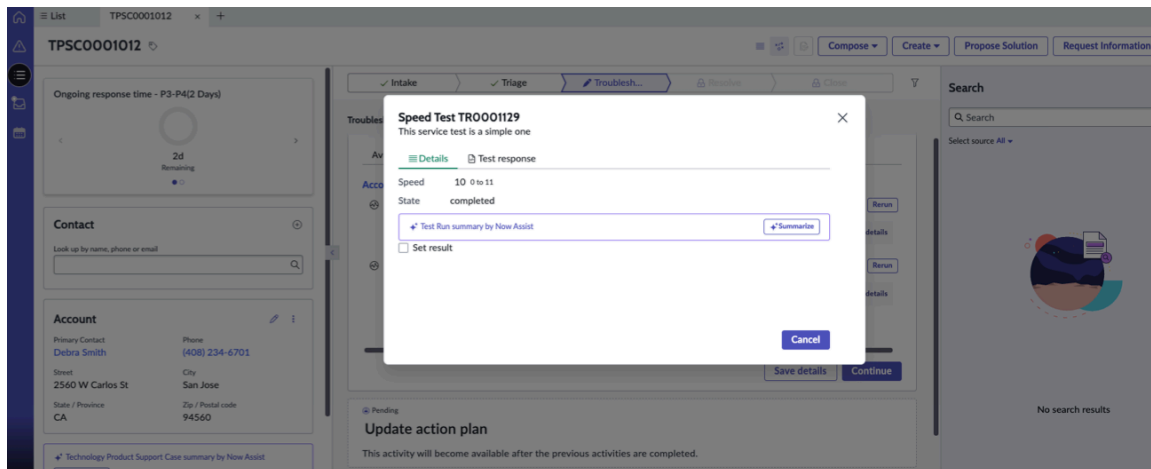 List
TPSC0001012
TPSC0001012
Compose
Create
Propose Solution
Request Information
Ongoing response time - P3-P4(2 Days)
2d
Remaining
Contact
Look up by name, phone or email
Account
Primary Contact
Phone
Debra Smith
(408) 234-6701
Street
City
2560 W Carlos St
San Jose
State / Province
Zip / Postal code
CA
94560
Technology Product Support Case summary by Now Assist
Intake
Triage
Troublesh...
Resolve
Close
Troubles
Av
Acco
Rerun
details
Rerun
details
Speed Test TR0001129
This service test is a simple one
Details
Test response
Speed 10 0 to 11
State completed
Test Run summary by Now Assist
Summarize
Set result
Cancel
Save details
Continue
Pending
Update action plan
This activity will become available after the previous activities are completed.
Search
Search
Select source All
No search results